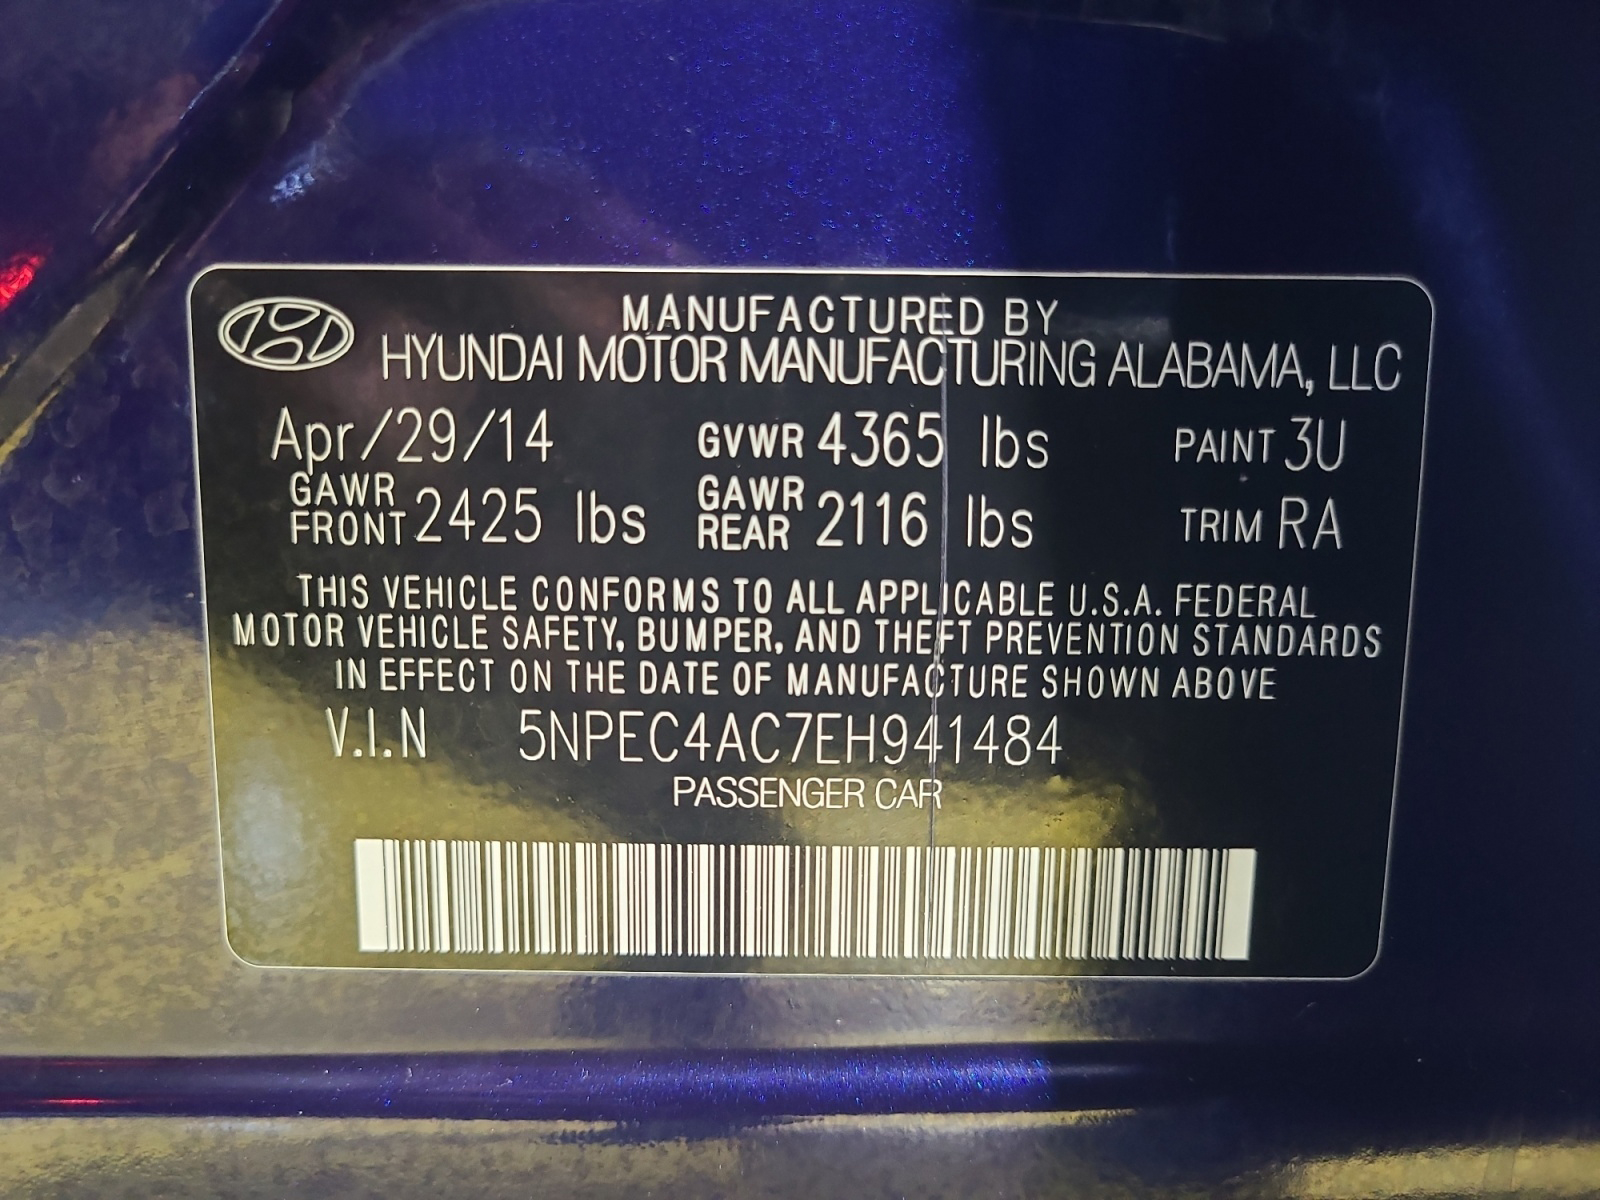 MANUFACTURED BY
HYUNDAI MOTOR MANUFACTURING ALABAMA, LLC
Apr/29/14 GVWR 4365 lbs PAINT 3U
GAWR FRONT 2425 lbs GAWR REAR 2116 lbs TRIM RA
THIS VEHICLE CONFORMS TO ALL APPLICABLE U.S.A. FEDERAL
MOTOR VEHICLE SAFETY, BUMPER, AND THEFT PREVENTION STANDARDS
IN EFFECT ON THE DATE OF MANUFACTURE SHOWN ABOVE
V.I.N 5NPEC4AC7EH941484
PASSENGER CAR